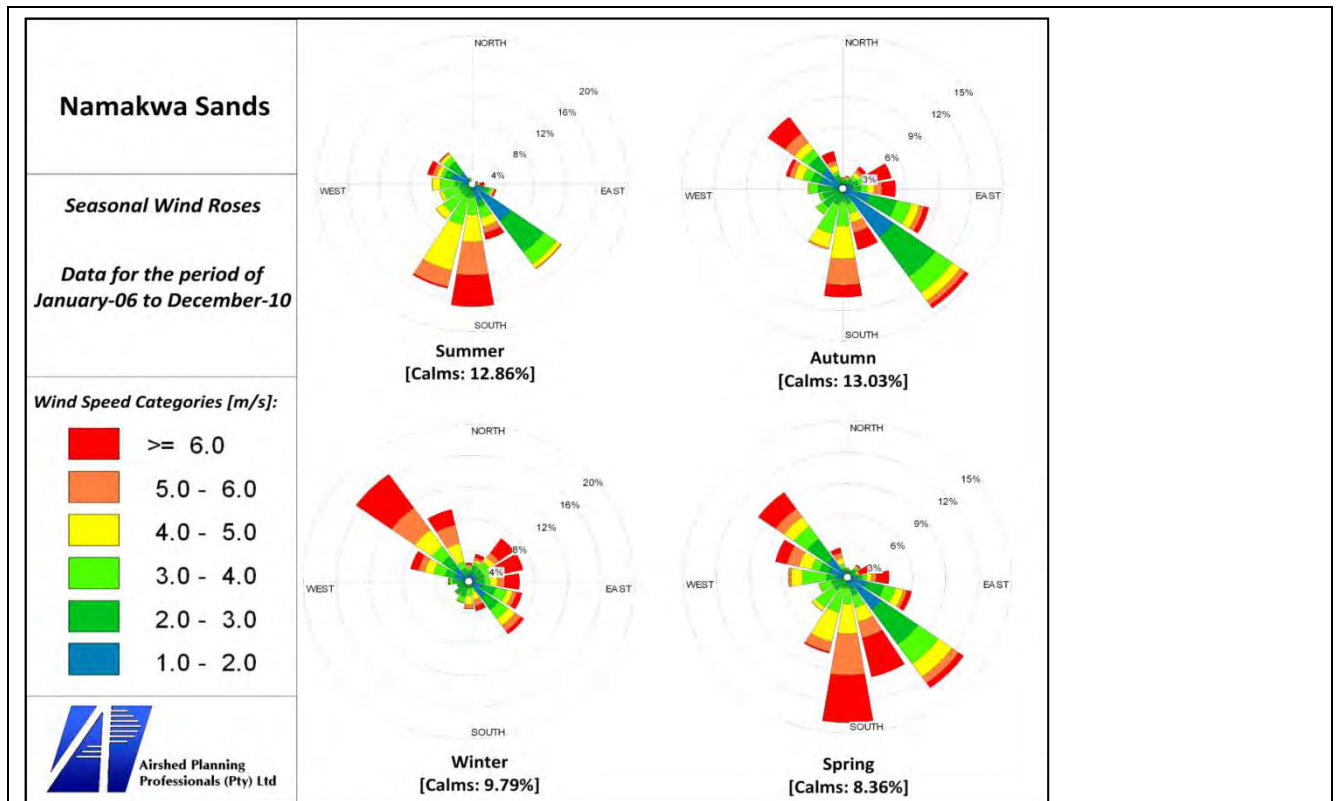 Namakwa Sands
Seasonal Wind Roses
Data for the period of
January-06 to December-10
Wind Speed Categories [m/s]:
>= 6.0
5.0 - 6.0
4.0 - 5.0
3.0 - 4.0
2.0 - 3.0
1.0 - 2.0
Airshed Planning
Professionals (Pty) Ltd
NORTH
20%
16%
12%
8%
4%
WEST
EAST
SOUTH
Summer
[Calms: 12.86%]
NORTH
15%
12%
9%
6%
3%
WEST
EAST
SOUTH
Autumn
[Calms: 13.03%]
NORTH
20%
16%
12%
8%
4%
WEST
EAST
SOUTH
Winter
[Calms: 9.79%]
NORTH
15%
12%
9%
6%
3%
WEST
EAST
SOUTH
Spring
[Calms: 8.36%]